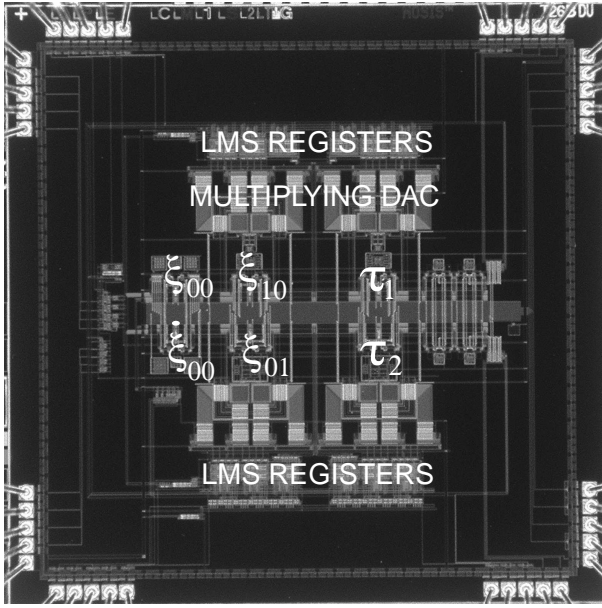 LMS REGISTERS
MULTIPLYING DAC
ξ₀₀ ξ₁₀ τ₁
ξ̇₀₀ ξ₀₁ τ₂
LMS REGISTERS